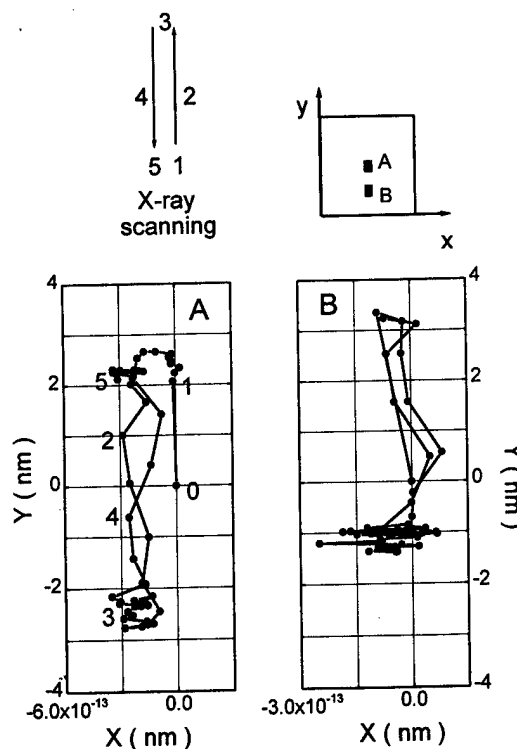 3
4 2
5 1
X-ray
scanning
y
A
B
x
4
2
0
-2
-4
Y ( nm )
A
5
1
2
0
4
3
-6.0x10⁻¹³ 0.0
X ( nm )
B
4
2
0
-2
-4
Y ( nm )
-3.0x10⁻¹³ 0.0
X ( nm )